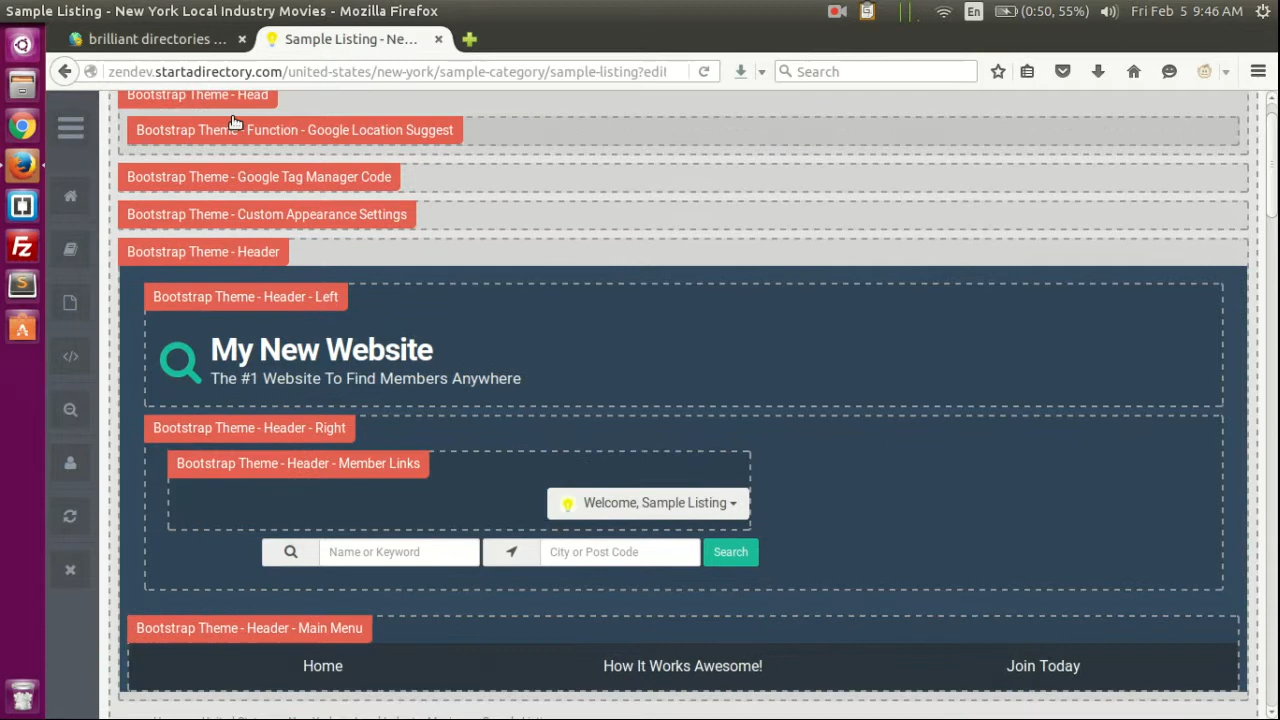 Sample Listing - New York Local Industry Movies - Mozilla Firefox
En
(0:50, 55%)
Fri Feb 5 9:46 AM
brilliant directories ...
Sample Listing - Ne...
zendev.startadirectory.com/united-states/new-york/sample-category/sample-listing?edit
Search
Bootstrap Theme - Head
Bootstrap Theme - Function - Google Location Suggest
Bootstrap Theme - Google Tag Manager Code
Bootstrap Theme - Custom Appearance Settings
Bootstrap Theme - Header
Bootstrap Theme - Header - Left
My New Website
The #1 Website To Find Members Anywhere
Bootstrap Theme - Header - Right
Bootstrap Theme - Header - Member Links
Welcome, Sample Listing
Name or Keyword
City or Post Code
Search
Bootstrap Theme - Header - Main Menu
Home
How It Works Awesome!
Join Today